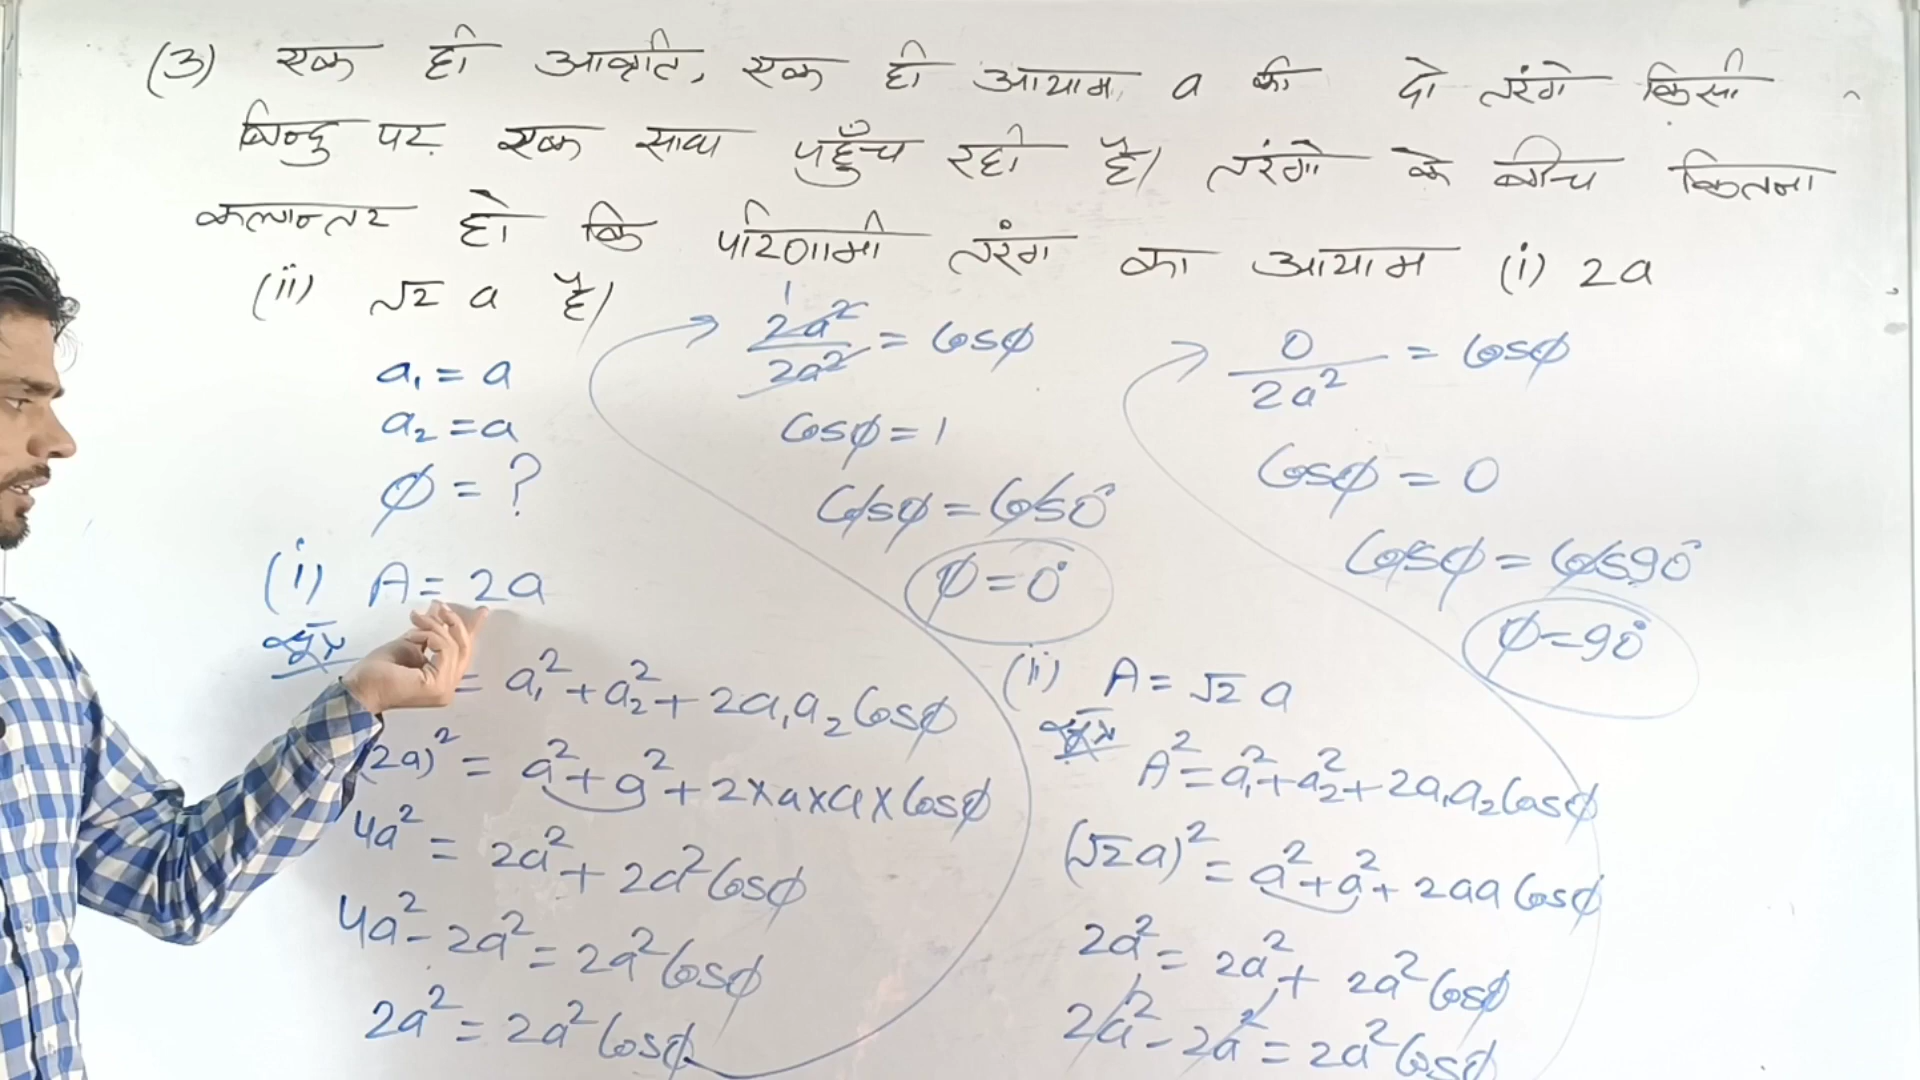 (3) एक ही आवृति, एक ही आयाम a की दो तरंगे किसी
बिन्दु पर एक साथ पहुँच रही है। तरंगो के बीच कितना
कलान्तर हो कि परिणामी तरंग का आयाम (i) 2a
(ii) √2 a है।
a₁ = a
a₂ = a
φ = ?
(i) A = 2a
सूत्र
= a₁² + a₂² + 2a₁a₂ Cosφ
(2a)² = a² + a² + 2×a×a× Cosφ
4a² = 2a² + 2a² Cosφ
4a² - 2a² = 2a² Cosφ
2a² = 2a² Cosφ
1
2a²/2a² = Cosφ
Cosφ = 1
Cosφ = Cos0°
φ = 0°
(ii) A = √2 a
सूत्र
A² = a₁² + a₂² + 2a₁a₂ Cosφ
(√2a)² = a² + a² + 2aa Cosφ
2a² = 2a² + 2a² Cosφ
2a² - 2a² = 2a² Cosφ
0/2a² = Cosφ
Cosφ = 0
Cosφ = Cos90°
φ = 90°